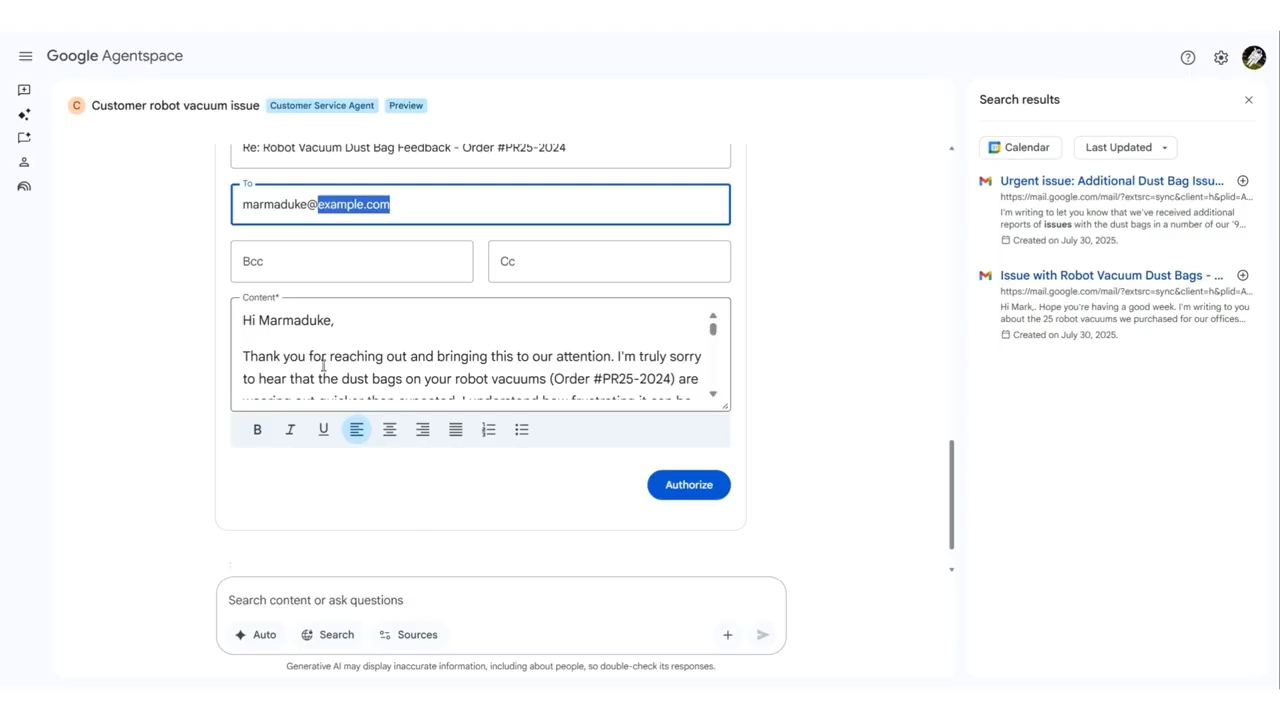 Google Agentspace
C Customer robot vacuum issue Customer Service Agent Preview
Re: Robot Vacuum Dust Bag Feedback - Order #PR25-2024
To
marmaduke@example.com
Bcc
Cc
Content*
Hi Marmaduke,
Thank you for reaching out and bringing this to our attention. I'm truly sorry
to hear that the dust bags on your robot vacuums (Order #PR25-2024) are
wearing out quicker than expected. I understand how frustrating it can be
B I U
Authorize
Search content or ask questions
Auto Search Sources
Generative AI may display inaccurate information, including about people, so double-check its responses.
Search results
Calendar Last Updated
Urgent issue: Additional Dust Bag Issu...
https://mail.google.com/mail/?extsrc=sync&client=h&plid=A...
I'm writing to let you know that we've received additional
reports of issues with the dust bags in a number of our '9...
Created on July 30, 2025.
Issue with Robot Vacuum Dust Bags - ...
https://mail.google.com/mail/?extsrc=sync&client=h&plid=A...
Hi Mark,. Hope you're having a good week. I'm writing to you
about the 25 robot vacuums we purchased for our offices...
Created on July 30, 2025.